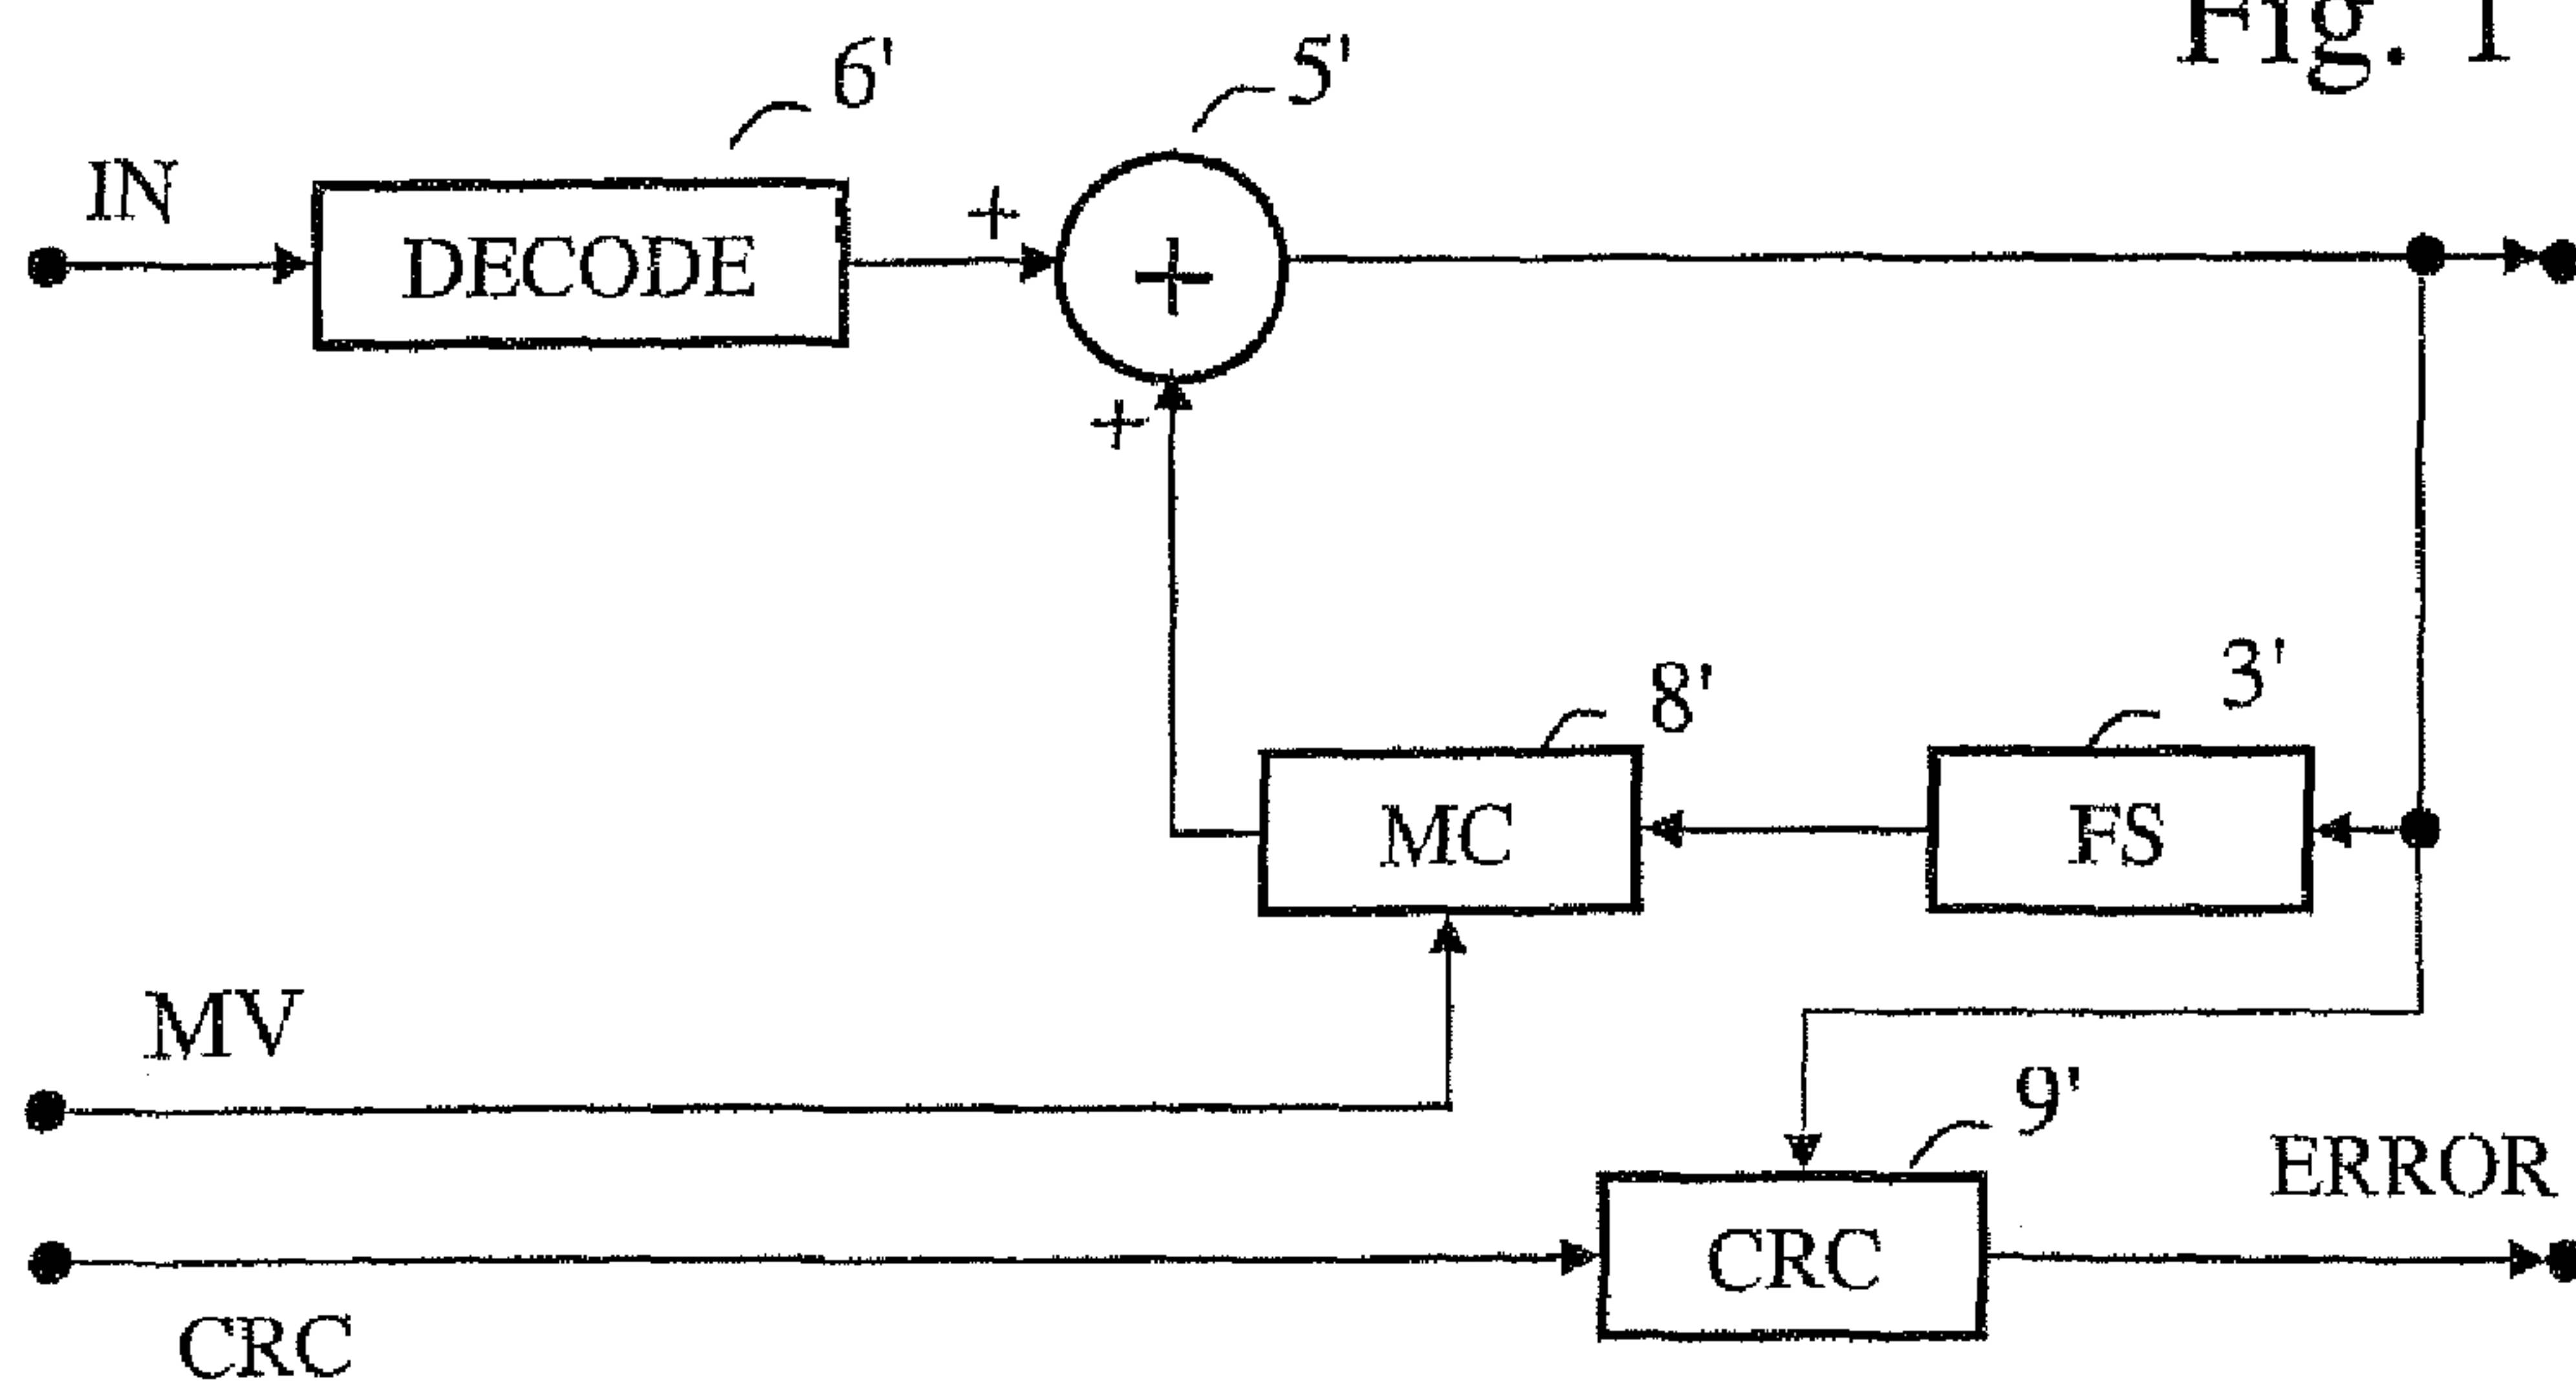 Fig. 1
6'
5'
IN
DECODE
+
+
+
8'
3'
MC
FS
MV
9'
ERROR
CRC
CRC